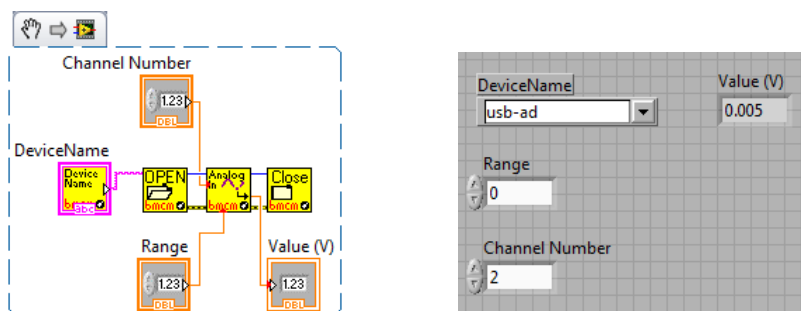 Channel Number
1.23
DBL
DeviceName
Device
Name
bmcm
abc
OPEN
bmcm
Analog
In
bmcm
Close
bmcm
Range
1.23
DBL
Value (V)
1.23
DBL
DeviceName
usb-ad
Value (V)
0.005
Range
0
Channel Number
2